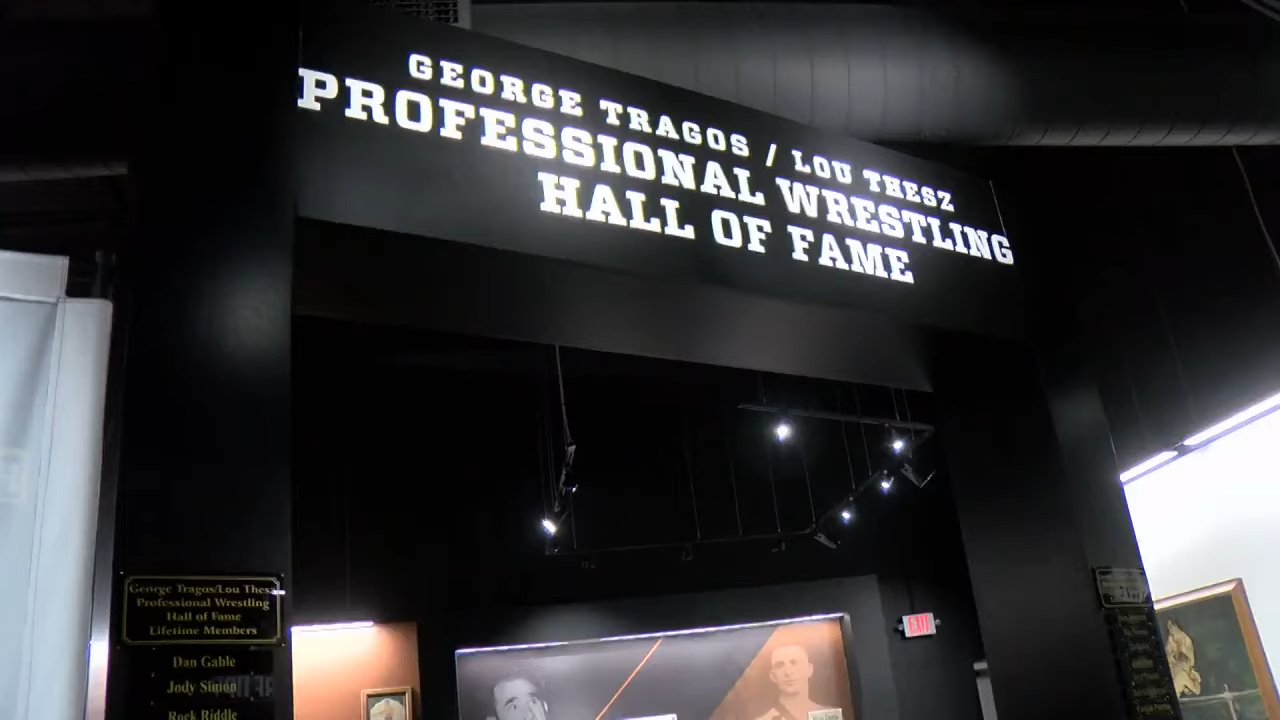 GEORGE TRAGOS / LOU THESZ
PROFESSIONAL WRESTLING
HALL OF FAME
George Tragos/Lou Thesz
Professional Wrestling
Hall of Fame
Lifetime Members
Dan Gable
Jody Simon
Rock Riddle
EXIT